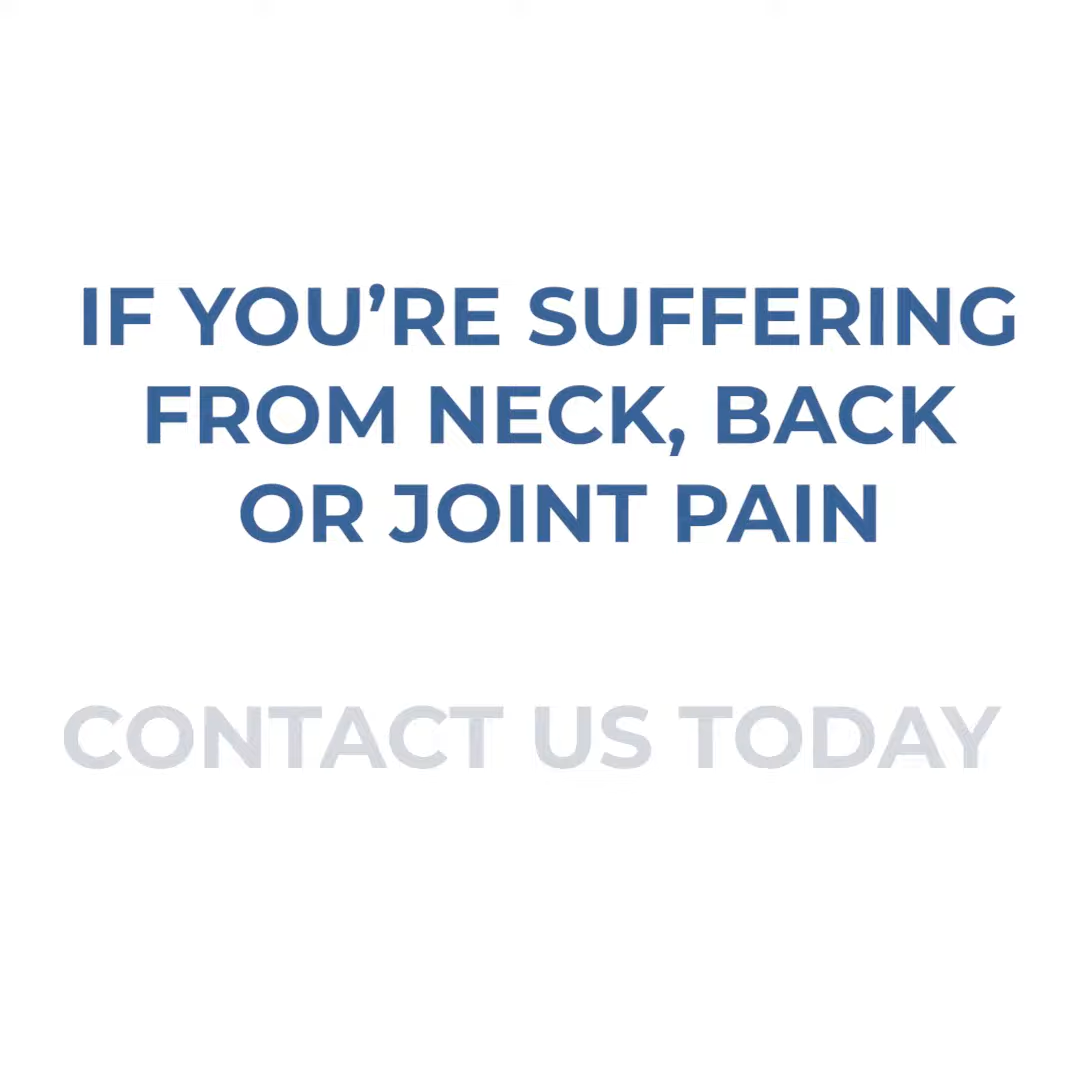 IF YOU’RE SUFFERING
FROM NECK, BACK
OR JOINT PAIN
CONTACT US TODAY